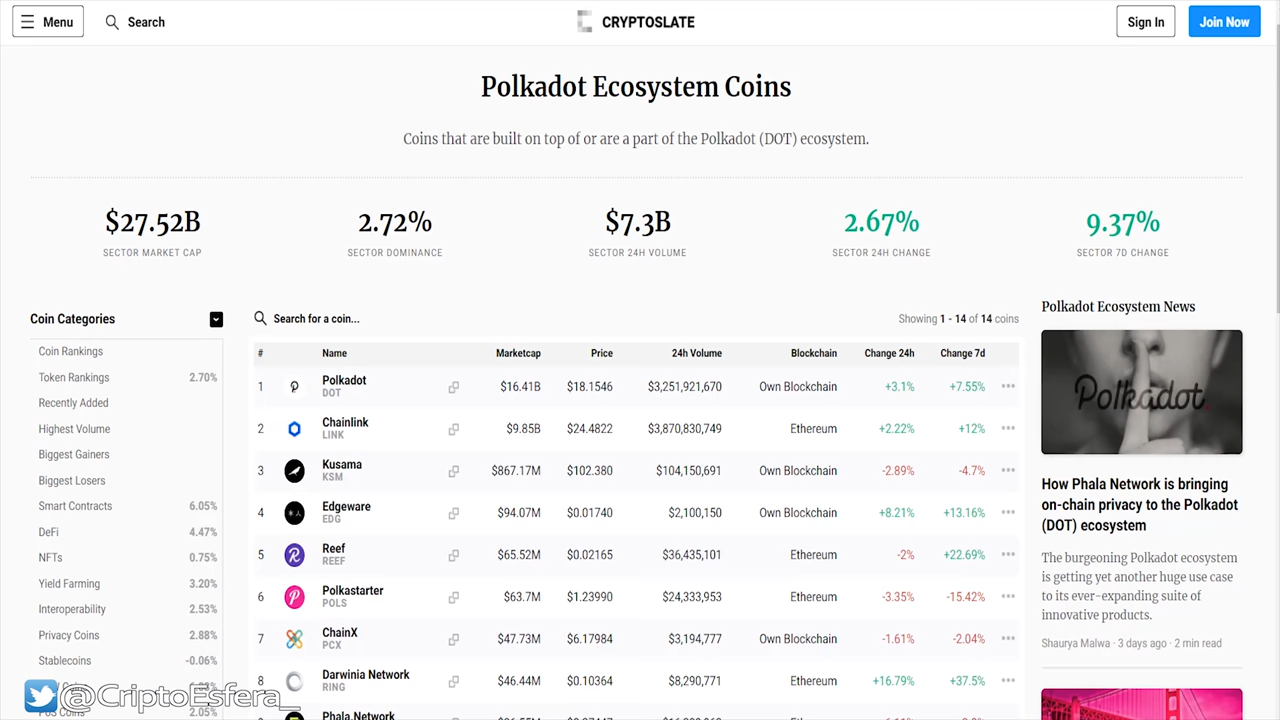 Menu
Search
CRYPTOSLATE
Sign In
Join Now
Polkadot Ecosystem Coins
Coins that are built on top of or are a part of the Polkadot (DOT) ecosystem.
$27.52B 2.72% $7.3B 2.67% 9.37%
SECTOR MARKET CAP SECTOR DOMINANCE SECTOR 24H VOLUME SECTOR 24H CHANGE SECTOR 7D CHANGE
Coin Categories
Coin Rankings
Token Rankings 2.70%
Recently Added
Highest Volume
Biggest Gainers
Biggest Losers
Smart Contracts 6.05%
DeFi 4.47%
NFTs 0.75%
Yield Farming 3.20%
Interoperability 2.53%
Privacy Coins 2.88%
Stablecoins -0.06%
PoS Coins 2.05%
@CriptoEsfera_
Search for a coin...
Showing 1 - 14 of 14 coins
# Name Marketcap Price 24h Volume Blockchain Change 24h Change 7d
1 Polkadot $16.41B $18.1546 $3,251,921,670 Own Blockchain +3.1% +7.55%
DOT
2 Chainlink $9.85B $24.4822 $3,870,830,749 Ethereum +2.22% +12%
LINK
3 Kusama $867.17M $102.380 $104,150,691 Own Blockchain -2.89% -4.7%
KSM
4 Edgeware $94.07M $0.01740 $2,100,150 Own Blockchain +8.21% +13.16%
EDG
5 Reef $65.52M $0.02165 $36,435,101 Ethereum -2% +22.69%
REEF
6 Polkastarter $63.7M $1.23990 $24,333,953 Ethereum -3.35% -15.42%
POLS
7 ChainX $47.73M $6.17984 $3,194,777 Own Blockchain -1.61% -2.04%
PCX
8 Darwinia Network $46.44M $0.10364 $8,290,771 Ethereum +16.79% +37.5%
RING
Phala.Network
Polkadot Ecosystem News
Polkadot.
How Phala Network is bringing
on-chain privacy to the Polkadot
(DOT) ecosystem
The burgeoning Polkadot ecosystem
is getting yet another huge use case
to its ever-expanding suite of
innovative products.
Shaurya Malwa · 3 days ago · 2 min read